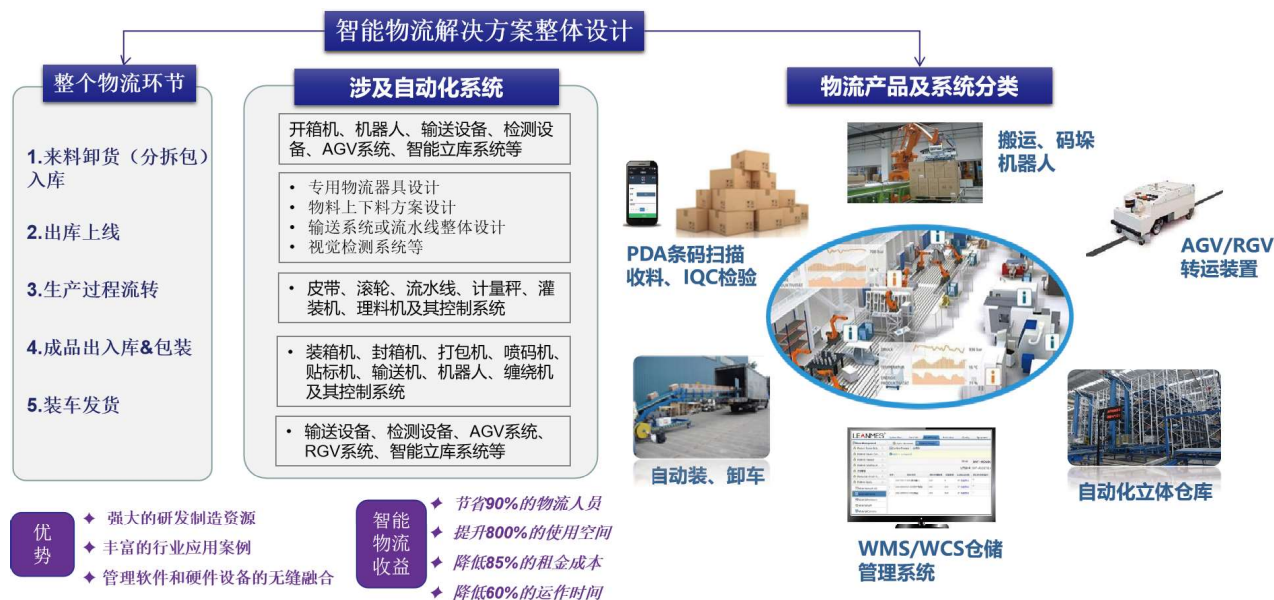 智能物流解决方案整体设计
整个物流环节
1.来料卸货（分拆包）
入库
2.出库上线
3.生产过程流转
4.成品出入库&包装
5.装车发货
涉及自动化系统
开箱机、机器人、输送设备、检测设
备、AGV系统、智能立库系统等
• 专用物流器具设计
• 物料上下料方案设计
• 输送系统或流水线整体设计
• 视觉检测系统等
• 皮带、滚轮、流水线、计量秤、灌
装机、理料机及其控制系统
• 装箱机、封箱机、打包机、喷码机、
贴标机、输送机、机器人、缠绕机
及其控制系统
• 输送设备、检测设备、AGV系统、
RGV系统、智能立库系统等
物流产品及系统分类
搬运、码垛
机器人
PDA条码扫描
收料、IQC检验
AGV/RGV
转运装置
自动装、卸车
LEANMES
WMS/WCS仓储
管理系统
自动化立体仓库
优
势
✦ 强大的研发制造资源
✦ 丰富的行业应用案例
✦ 管理软件和硬件设备的无缝融合
智能
物流
收益
✦ 节省90%的物流人员
✦ 提升800%的使用空间
✦ 降低85%的租金成本
✦ 降低60%的运作时间